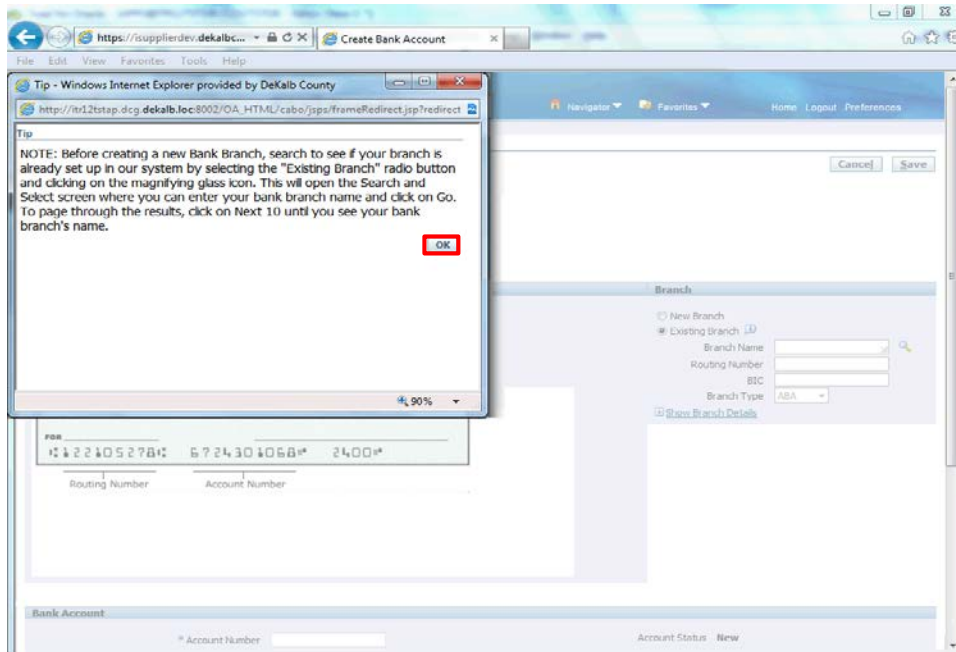 https://isupplierdev.dekalbc...
Create Bank Account
File Edit View Favorites Tools Help
Tip - Windows Internet Explorer provided by DeKalb County
http://itr12tstap.dcg.dekalb.loc:8002/OA_HTML/cabo/jsps/frameRedirect.jsp?redirect
Navigator Favorites Home Logout Preferences
Tip
NOTE: Before creating a new Bank Branch, search to see if your branch is
already set up in our system by selecting the "Existing Branch" radio button
and clicking on the magnifying glass icon. This will open the Search and
Select screen where you can enter your bank branch name and click on Go.
To page through the results, click on Next 10 until you see your bank
branch's name.
OK
Cancel Save
Branch
New Branch
Existing Branch
Branch Name
Routing Number
BIC
Branch Type ABA
Show Branch Details
90%
FOR
⑆122105278⑆ 6724301068⑈ 2400⑈
Routing Number Account Number
Bank Account
* Account Number
Account Status New